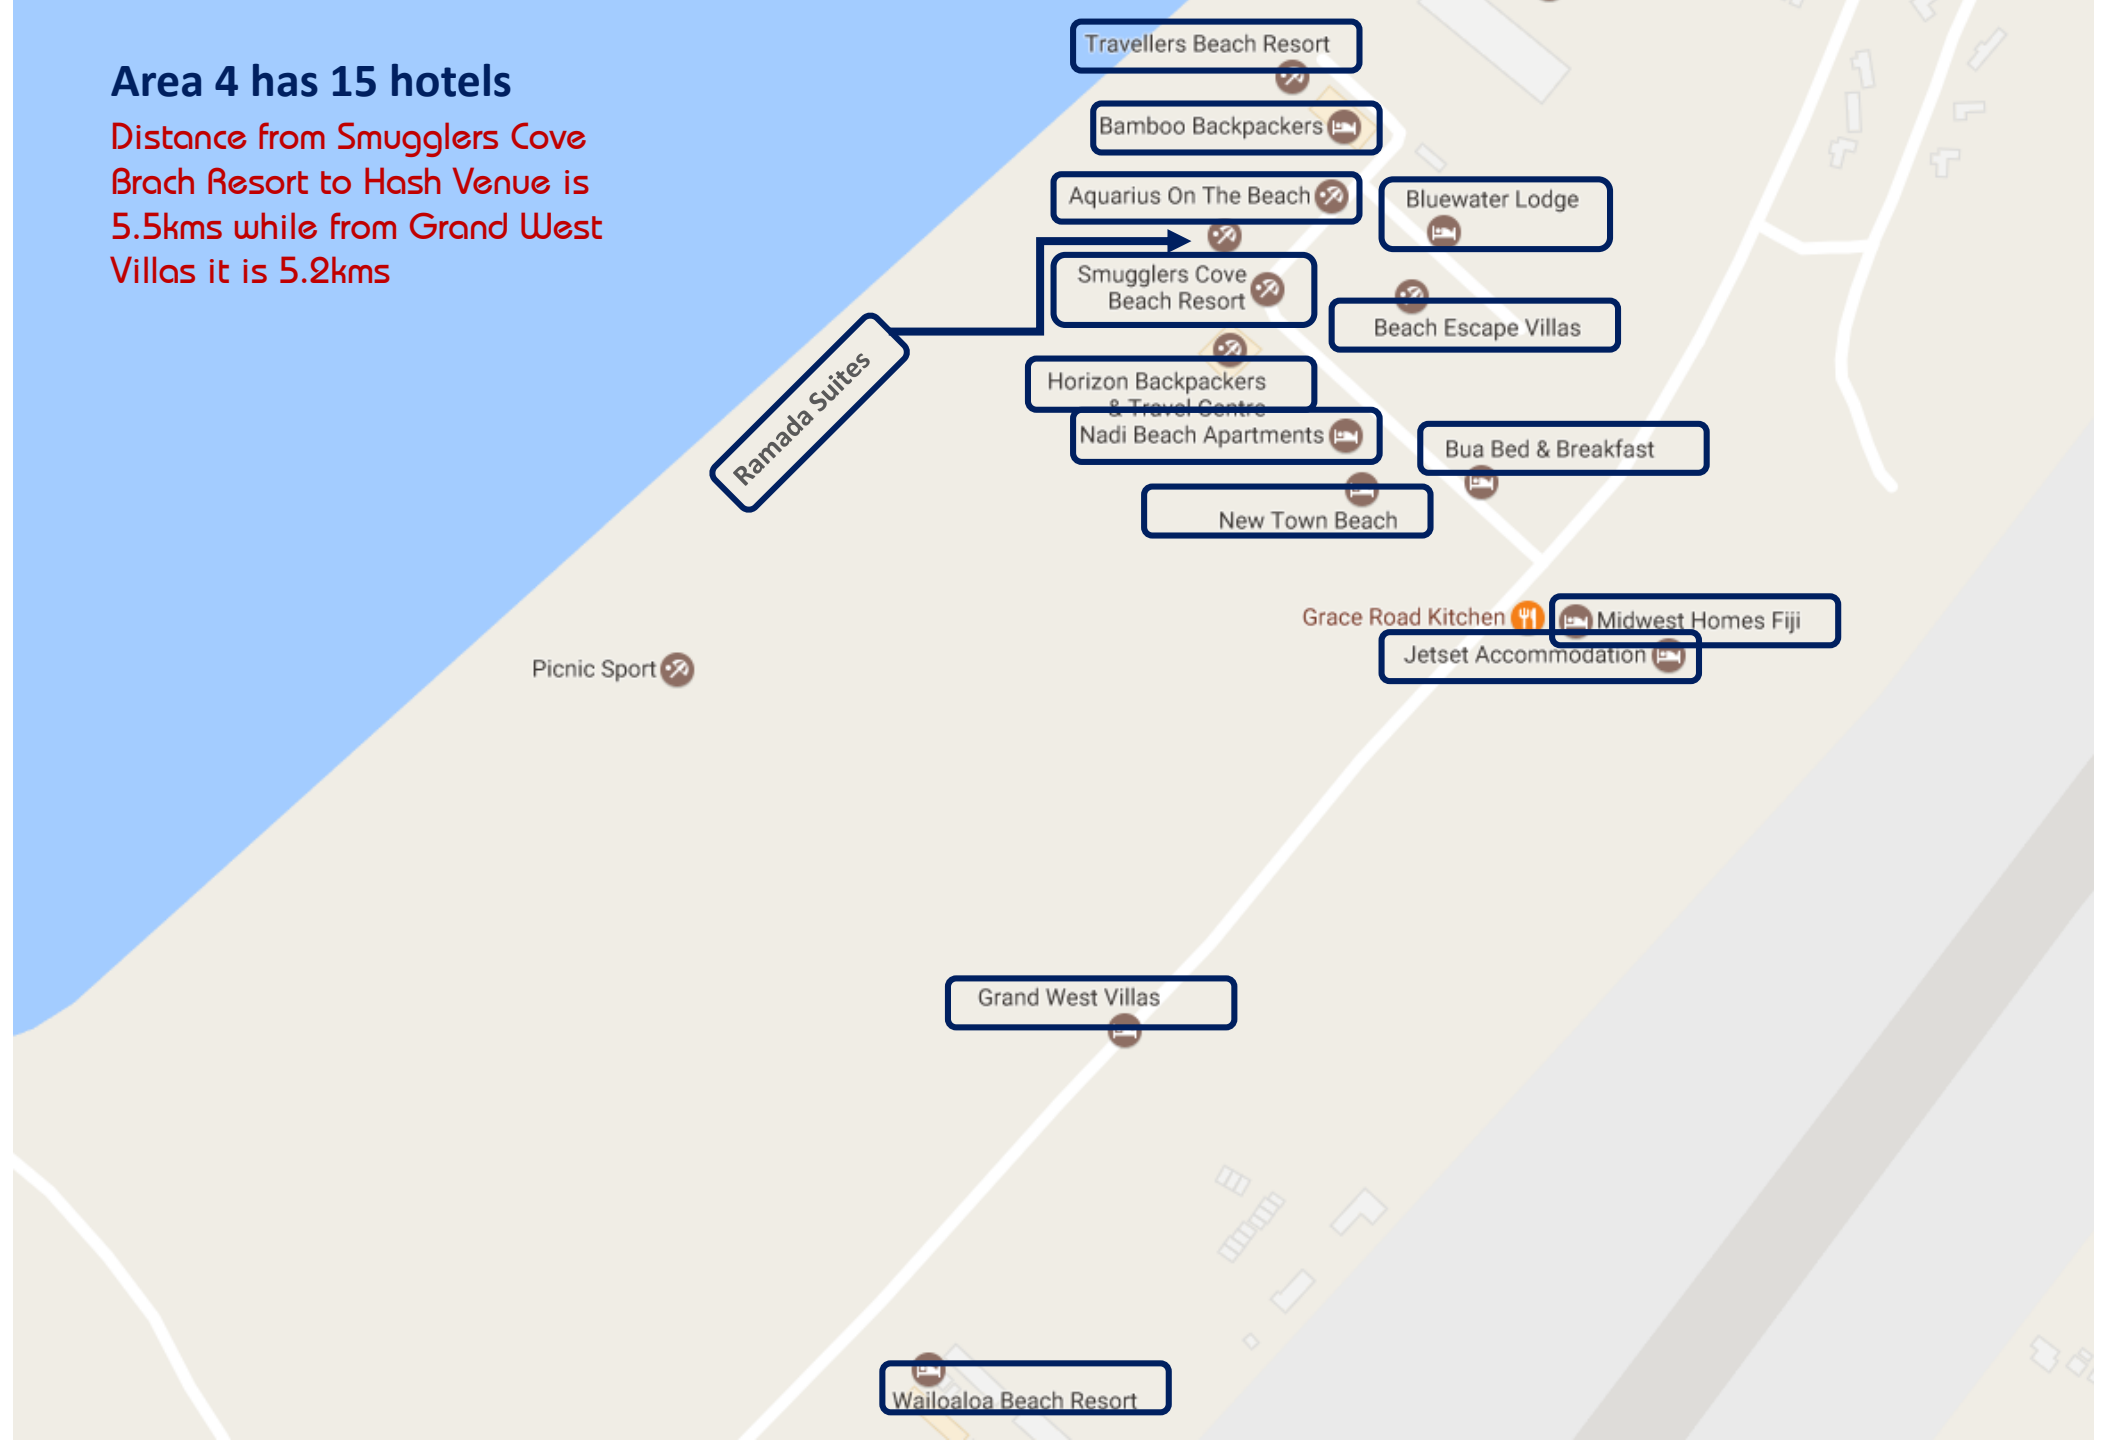 Area 4 has 15 hotels
Distance from Smugglers Cove
Brach Resort to Hash Venue is
5.5kms while from Grand West
Villas it is 5.2kms
Travellers Beach Resort
Bamboo Backpackers
Aquarius On The Beach
Bluewater Lodge
Smugglers Cove
Beach Resort
Beach Escape Villas
Ramada Suites
Horizon Backpackers
& Travel Centre
Nadi Beach Apartments
Bua Bed & Breakfast
New Town Beach
Grace Road Kitchen
Midwest Homes Fiji
Jetset Accommodation
Picnic Sport
Grand West Villas
Wailoaloa Beach Resort